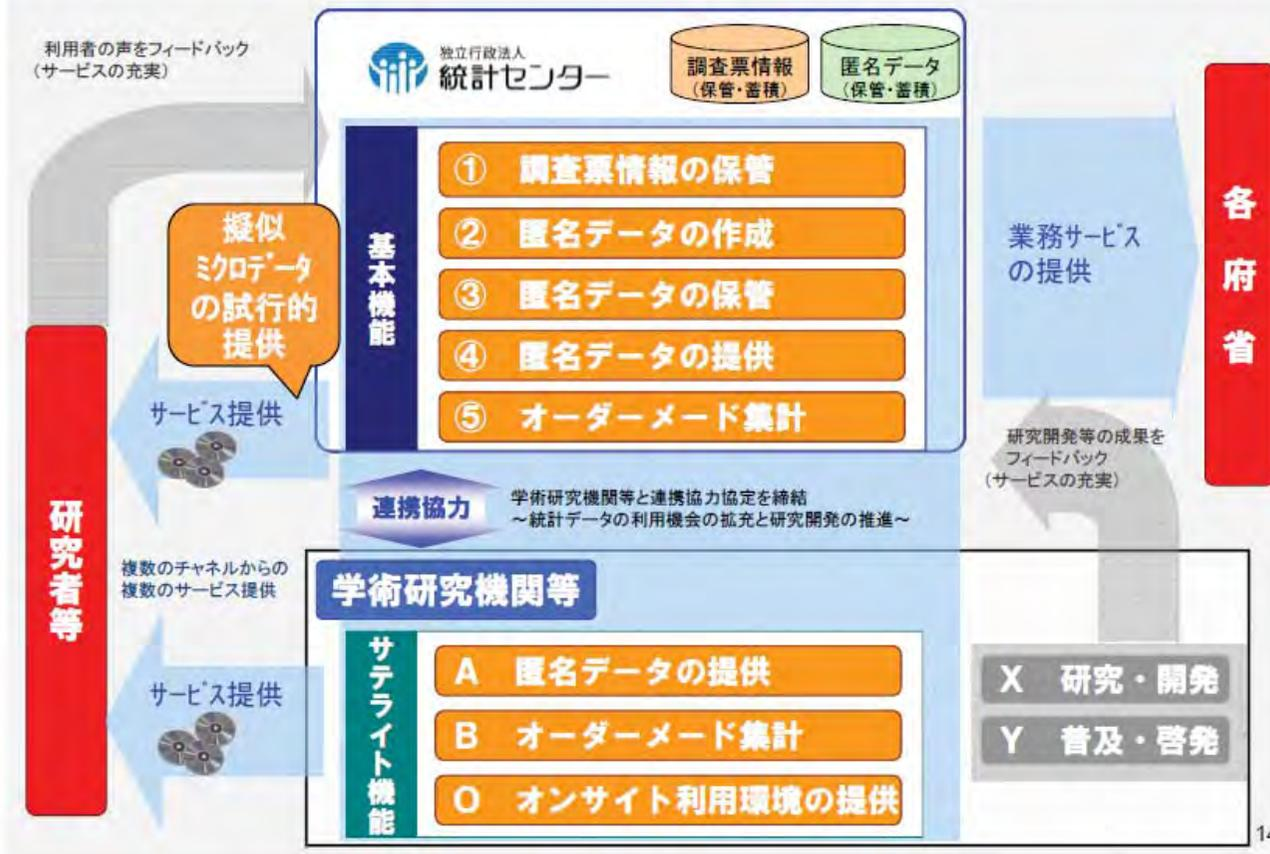 利用者の声をフィードバック
(サービスの充実)
独立行政法人
統計センター
調査票情報
(保管・蓄積)
匿名データ
(保管・蓄積)
基本機能
① 調査票情報の保管
② 匿名データの作成
③ 匿名データの保管
④ 匿名データの提供
⑤ オーダーメード集計
擬似
ミクロデータ
の試行的
提供
サービス提供
業務サービス
の提供
各府省
研究開発等の成果を
フィードバック
(サービスの充実)
連携協力
学術研究機関等と連携協力協定を締結
～統計データの利用機会の拡充と研究開発の推進～
研究者等
複数のチャネルからの
複数のサービス提供
学術研究機関等
サテライト機能
A 匿名データの提供
B オーダーメード集計
O オンサイト利用環境の提供
サービス提供
X 研究・開発
Y 普及・啓発
14